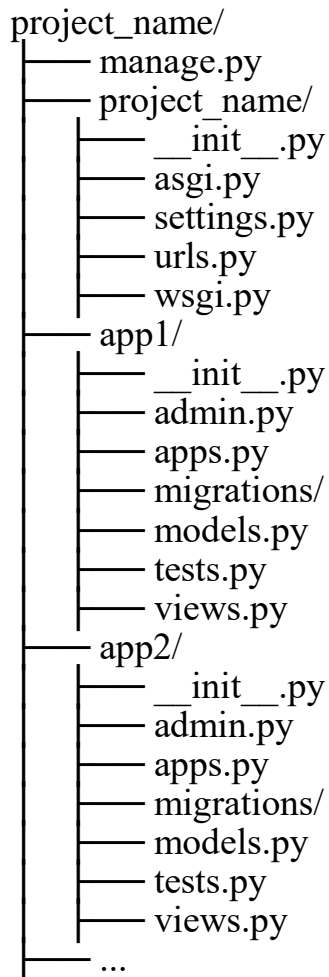 project_name/
manage.py
project_name/
__init__.py
asgi.py
settings.py
urls.py
wsgi.py
app1/
__init__.py
admin.py
apps.py
migrations/
models.py
tests.py
views.py
app2/
__init__.py
admin.py
apps.py
migrations/
models.py
tests.py
views.py
...